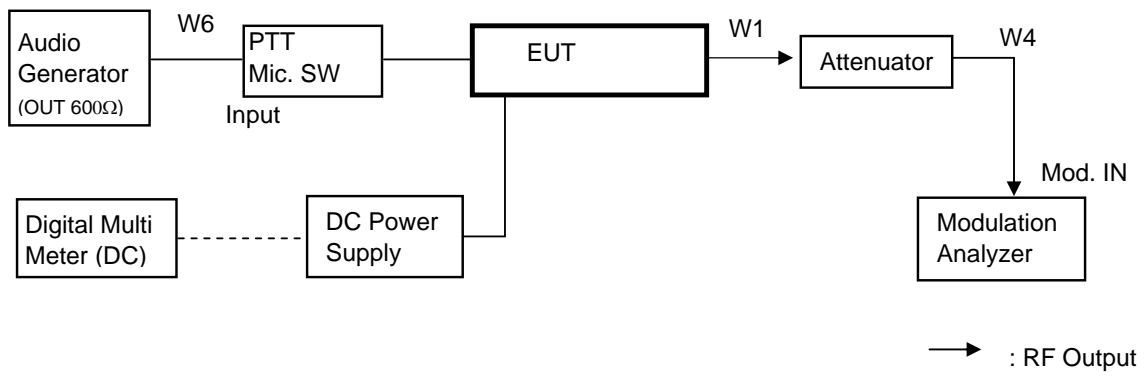 Audio
Generator
(OUT 600Ω)
W6
PTT
Mic. SW
Input
EUT
W1
Attenuator
W4
Mod. IN
Digital Multi
Meter (DC)
DC Power
Supply
Modulation
Analyzer
: RF Output